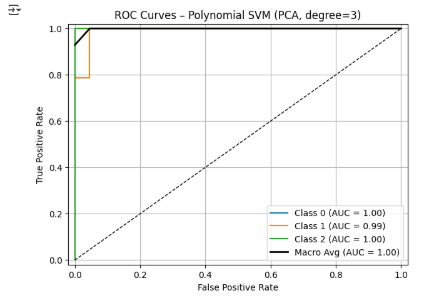 ROC Curves – Polynomial SVM (PCA, degree=3)
True Positive Rate
1.0
0.8
0.6
0.4
0.2
0.0
Class 0 (AUC = 1.00)
Class 1 (AUC = 0.99)
Class 2 (AUC = 1.00)
Macro Avg (AUC = 1.00)
0.0 0.2 0.4 0.6 0.8 1.0
False Positive Rate